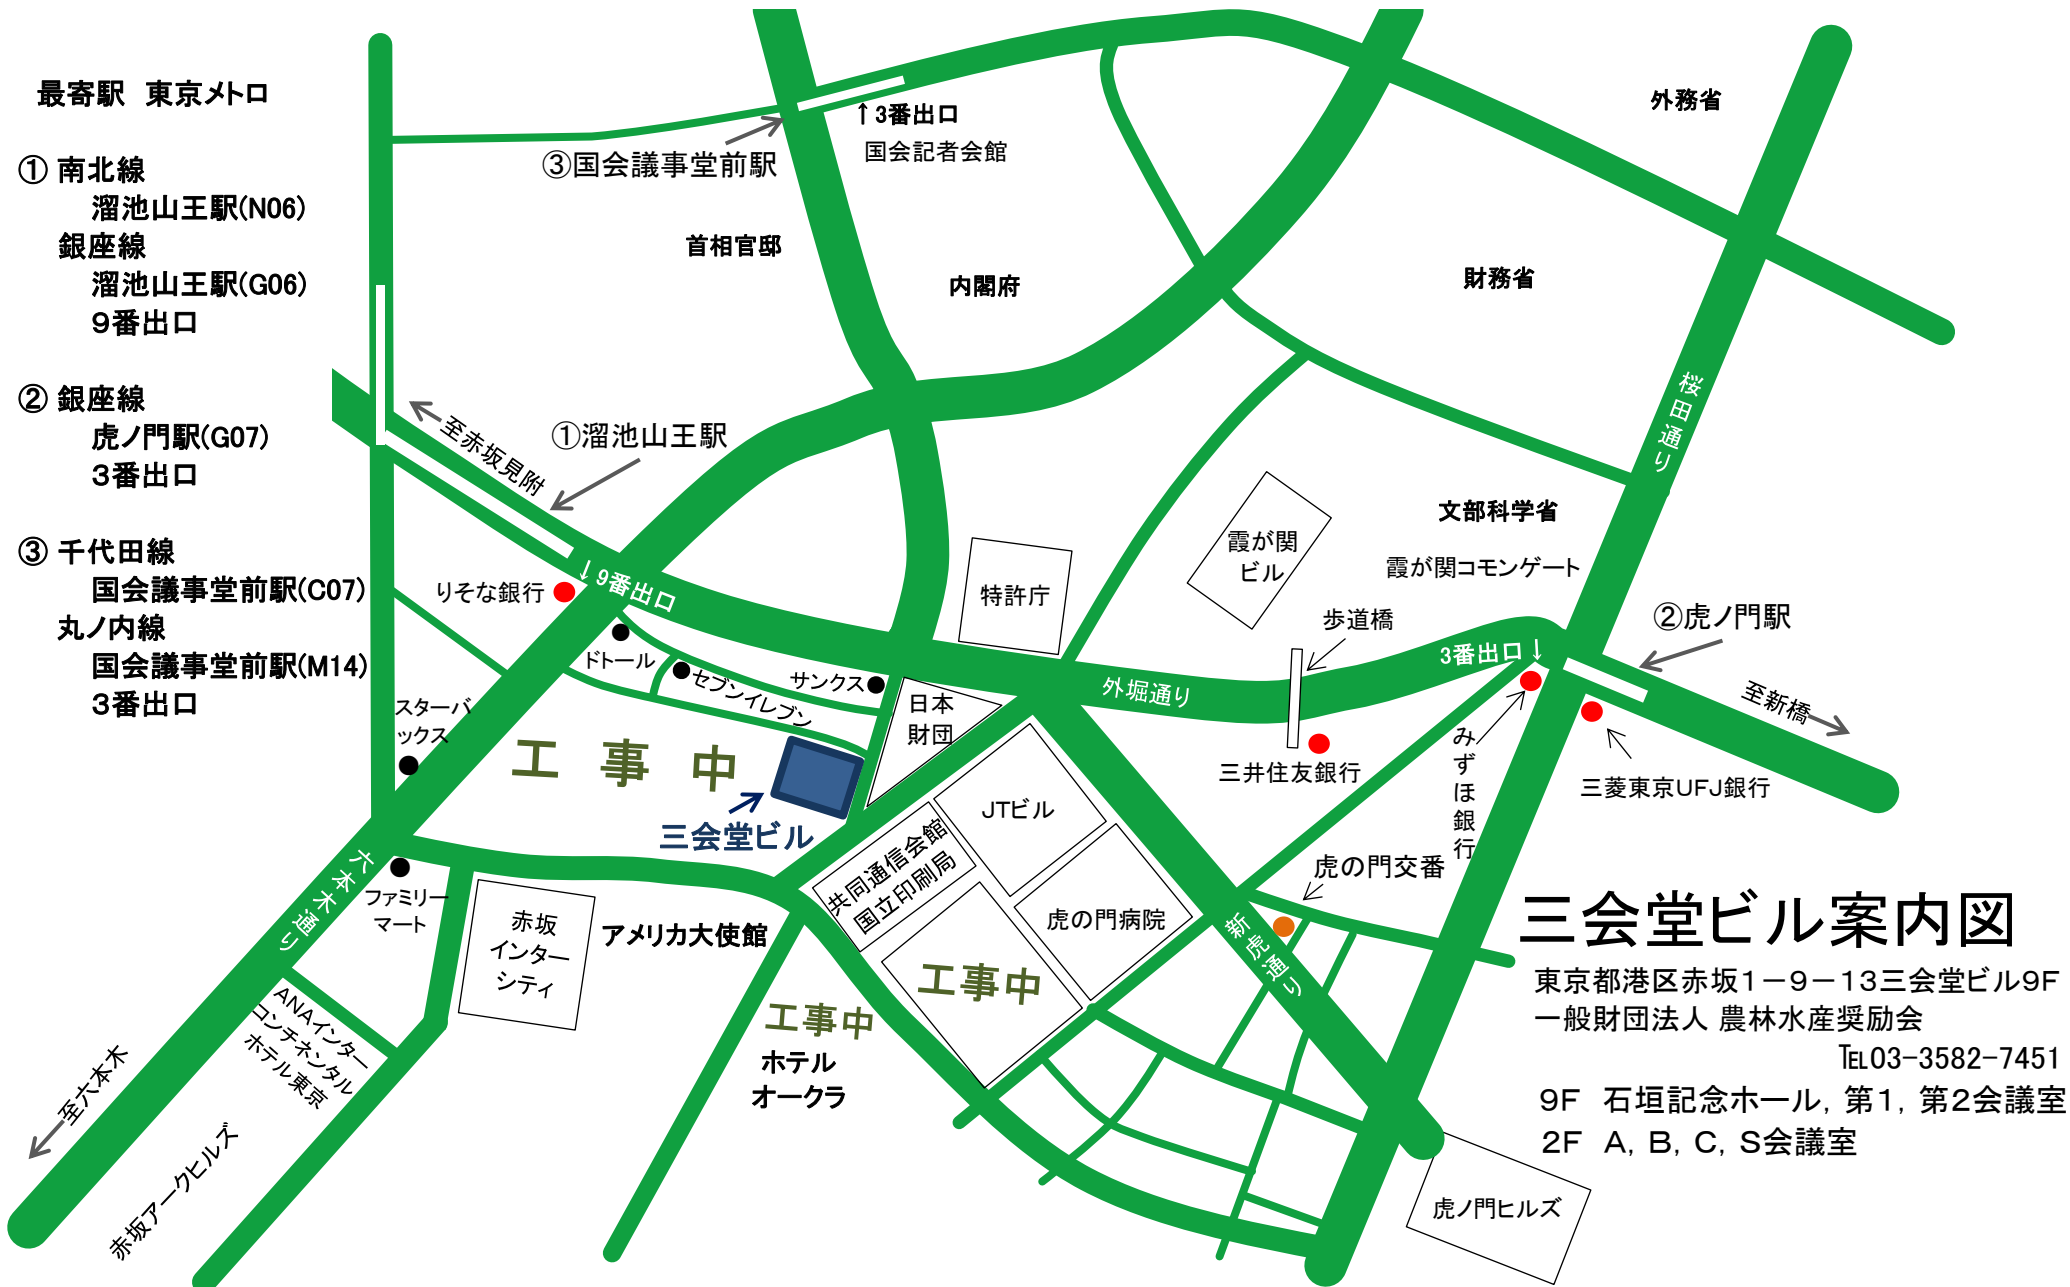 最寄駅 東京メトロ
① 南北線
溜池山王駅(N06)
銀座線
溜池山王駅(G06)
9番出口
② 銀座線
虎ノ門駅(G07)
3番出口
③ 千代田線
国会議事堂前駅(C07)
丸ノ内線
国会議事堂前駅(M14)
3番出口
↑3番出口
国会記者会館
③国会議事堂前駅
外務省
首相官邸
内閣府
財務省
桜田通り
至赤坂見附
①溜池山王駅
文部科学省
霞が関
ビル
霞が関コモンゲート
特許庁
↓9番出口
りそな銀行
歩道橋
②虎ノ門駅
3番出口↓
ドトール
セブンイレブン
サンクス
外堀通り
日本
財団
至新橋
スターバ
ックス
工事中
三会堂ビル
みずほ銀行
三井住友銀行
三菱東京UFJ銀行
JTビル
共同通信会館
国立印刷局
虎の門病院
虎の門交番
六本木通り
ファミリー
マート
赤坂
インター
シティ
アメリカ大使館
工事中
新虎通り
工事中
ホテル
オークラ
ANAインター
コンチネンタル
ホテル東京
至六本木
赤坂アークヒルズ
虎ノ門ヒルズ
三会堂ビル案内図
東京都港区赤坂1-9-13三会堂ビル9F
一般財団法人 農林水産奨励会
℡03-3582-7451
9F 石垣記念ホール, 第1, 第2会議室
2F A, B, C, S会議室